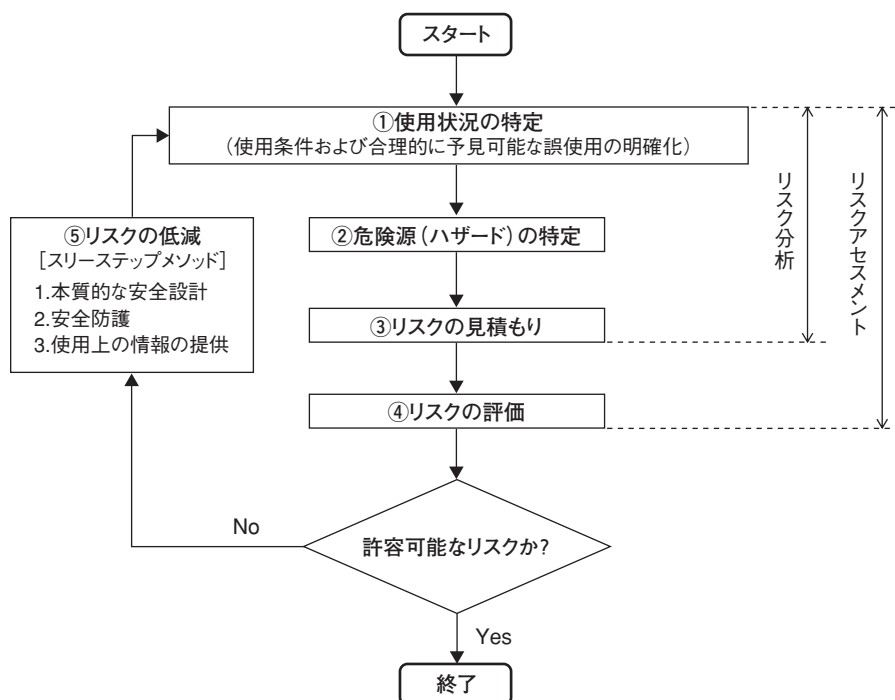 スタート
①使用状況の特定
(使用条件および合理的に予見可能な誤使用の明確化)
②危険源(ハザード)の特定
③リスクの見積もり
④リスクの評価
許容可能なリスクか?
No
Yes
終了
⑤リスクの低減
[スリーステップメソッド]
1.本質的な安全設計
2.安全防護
3.使用上の情報の提供
リスク分析
リスクアセスメント